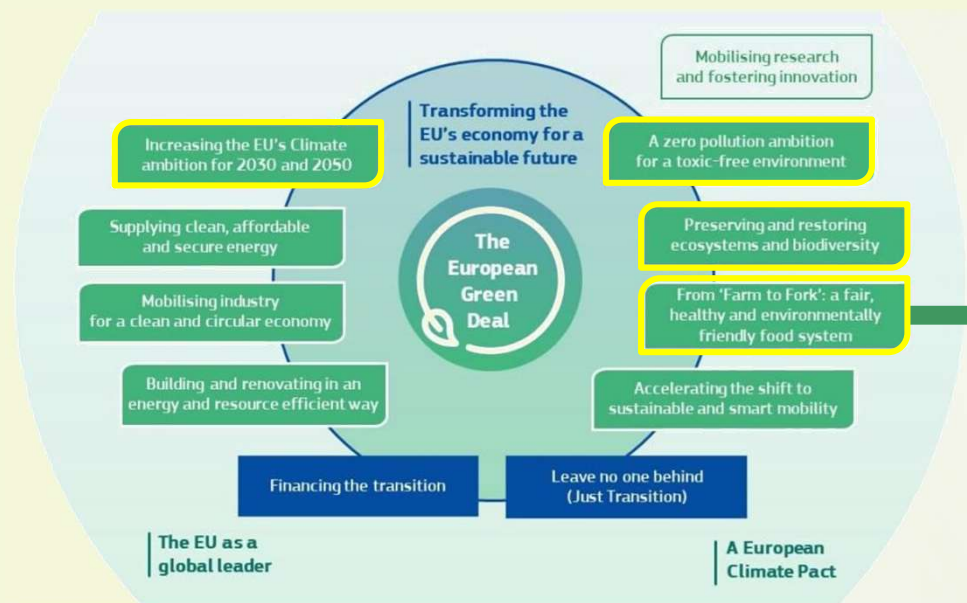 Mobilising research
and fostering innovation
Transforming the
EU's economy for a
sustainable future
Increasing the EU's Climate
ambition for 2030 and 2050
A zero pollution ambition
for a toxic-free environment
Supplying clean, affordable
and secure energy
Preserving and restoring
ecosystems and biodiversity
The
European
Green
Deal
Mobilising industry
for a clean and circular economy
From 'Farm to Fork': a fair,
healthy and environmentally
friendly food system
Building and renovating in an
energy and resource efficient way
Accelerating the shift to
sustainable and smart mobility
Financing the transition
Leave no one behind
(Just Transition)
The EU as a
global leader
A European
Climate Pact